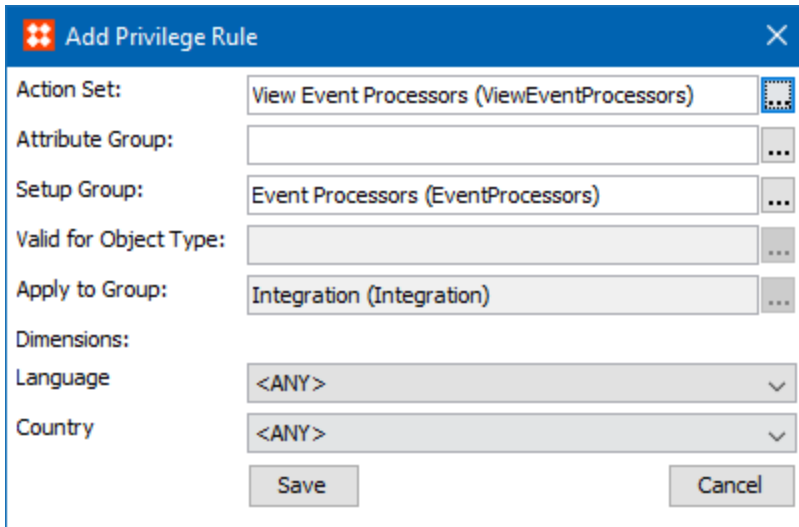 Add Privilege Rule
Action Set: View Event Processors (ViewEventProcessors) ...
Attribute Group: ...
Setup Group: Event Processors (EventProcessors) ...
Valid for Object Type: ...
Apply to Group: Integration (Integration) ...
Dimensions:
Language <ANY>
Country <ANY>
Save Cancel